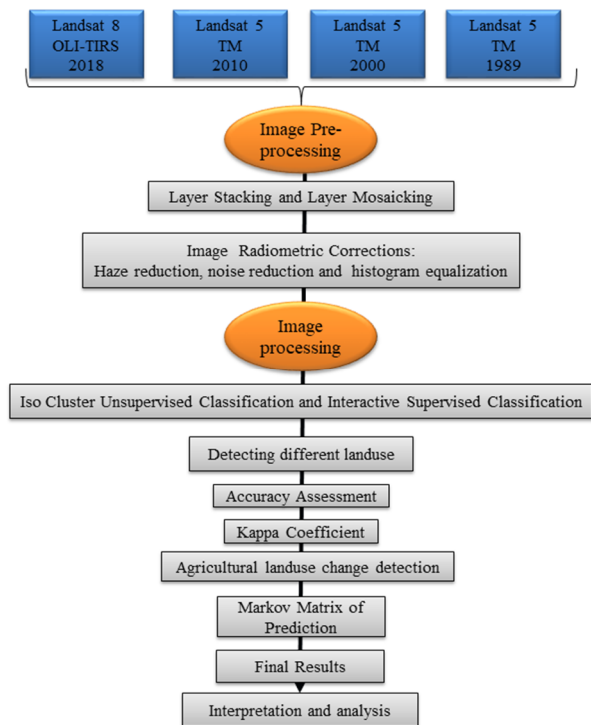 Landsat 8
OLI-TIRS
2018
Landsat 5
TM
2010
Landsat 5
TM
2000
Landsat 5
TM
1989
Image Pre-
processing
Layer Stacking and Layer Mosaicking
Image Radiometric Corrections:
Haze reduction, noise reduction and histogram equalization
Image
processing
Iso Cluster Unsupervised Classification and Interactive Supervised Classification
Detecting different landuse
Accuracy Assessment
Kappa Coefficient
Agricultural landuse change detection
Markov Matrix of
Prediction
Final Results
Interpretation and analysis